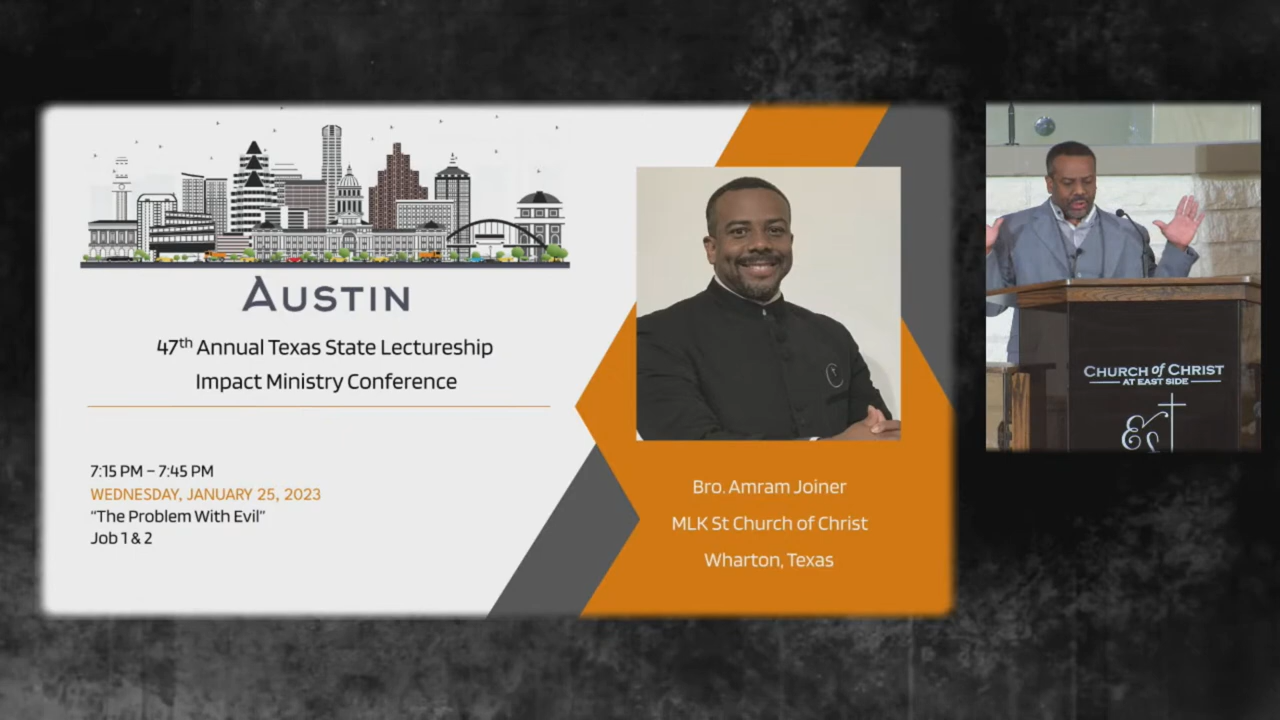 AUSTIN
47th Annual Texas State Lectureship
Impact Ministry Conference
7:15 PM – 7:45 PM
WEDNESDAY, JANUARY 25, 2023
“The Problem With Evil”
Job 1 & 2
Bro. Amram Joiner
MLK St Church of Christ
Wharton, Texas
CHURCH of CHRIST
AT EAST SIDE